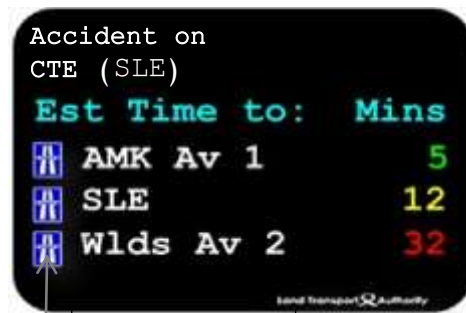 Accident on
CTE (SLE)
Est Time to: Mins
AMK Av 1 5
SLE 12
Wlds Av 2 32
Land Transport Authority